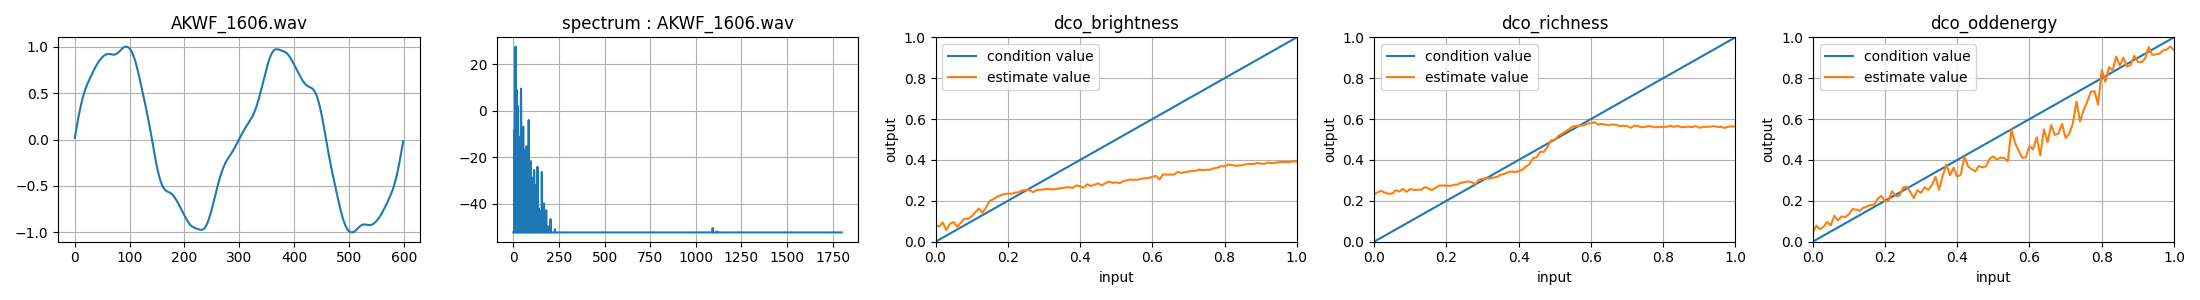 AKWF_1606.wav
1.0
0.5
0.0
−0.5
−1.0
0 100 200 300 400 500 600
spectrum : AKWF_1606.wav
20
0
−20
−40
0 250 500 750 1000 1250 1500 1750
dco_brightness
condition value
estimate value
output
1.0
0.8
0.6
0.4
0.2
0.0
0.0 0.2 0.4 0.6 0.8 1.0
input
dco_richness
condition value
estimate value
output
1.0
0.8
0.6
0.4
0.2
0.0
0.0 0.2 0.4 0.6 0.8 1.0
input
dco_oddenergy
condition value
estimate value
output
1.0
0.8
0.6
0.4
0.2
0.0
0.0 0.2 0.4 0.6 0.8 1.0
input